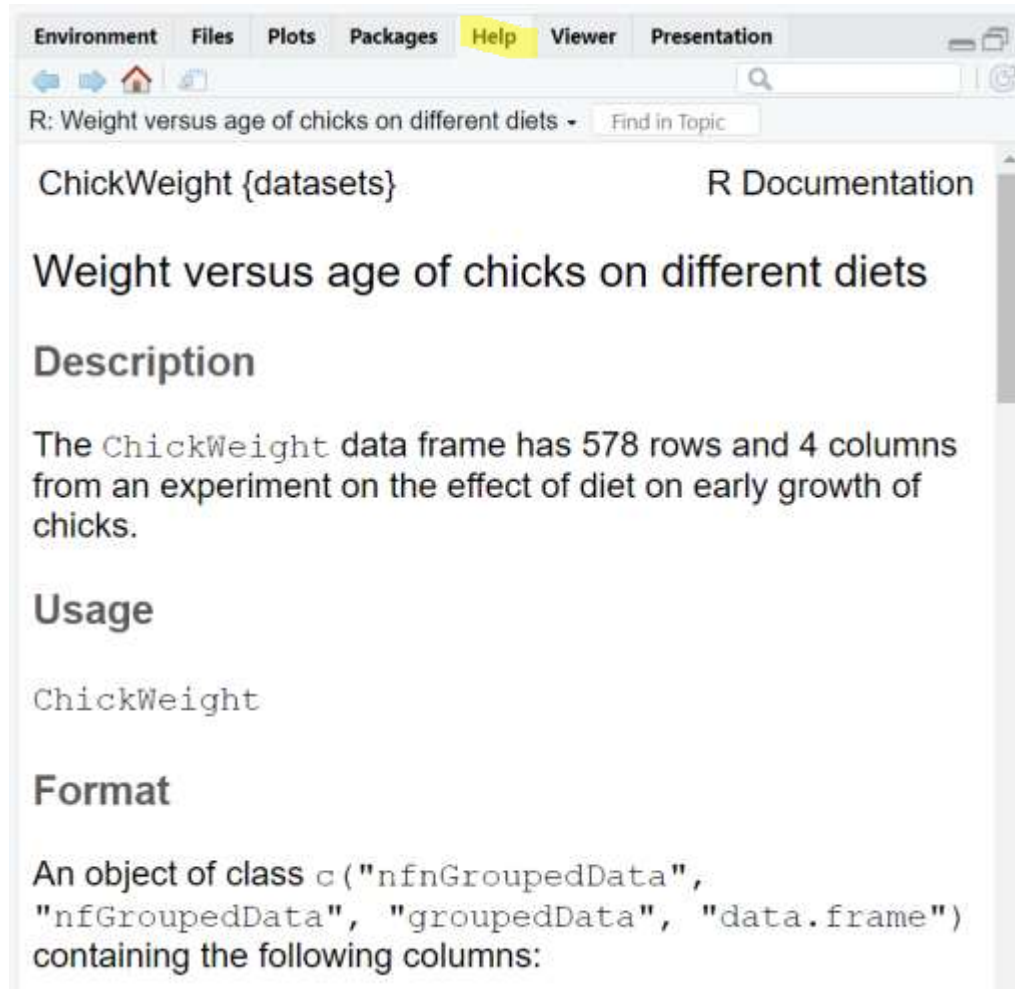 Environment Files Plots Packages Help Viewer Presentation
R: Weight versus age of chicks on different diets Find in Topic
ChickWeight {datasets} R Documentation
Weight versus age of chicks on different diets
Description
The ChickWeight data frame has 578 rows and 4 columns
from an experiment on the effect of diet on early growth of
chicks.
Usage
ChickWeight
Format
An object of class c("nfnGroupedData",
"nfGroupedData", "groupedData", "data.frame")
containing the following columns: